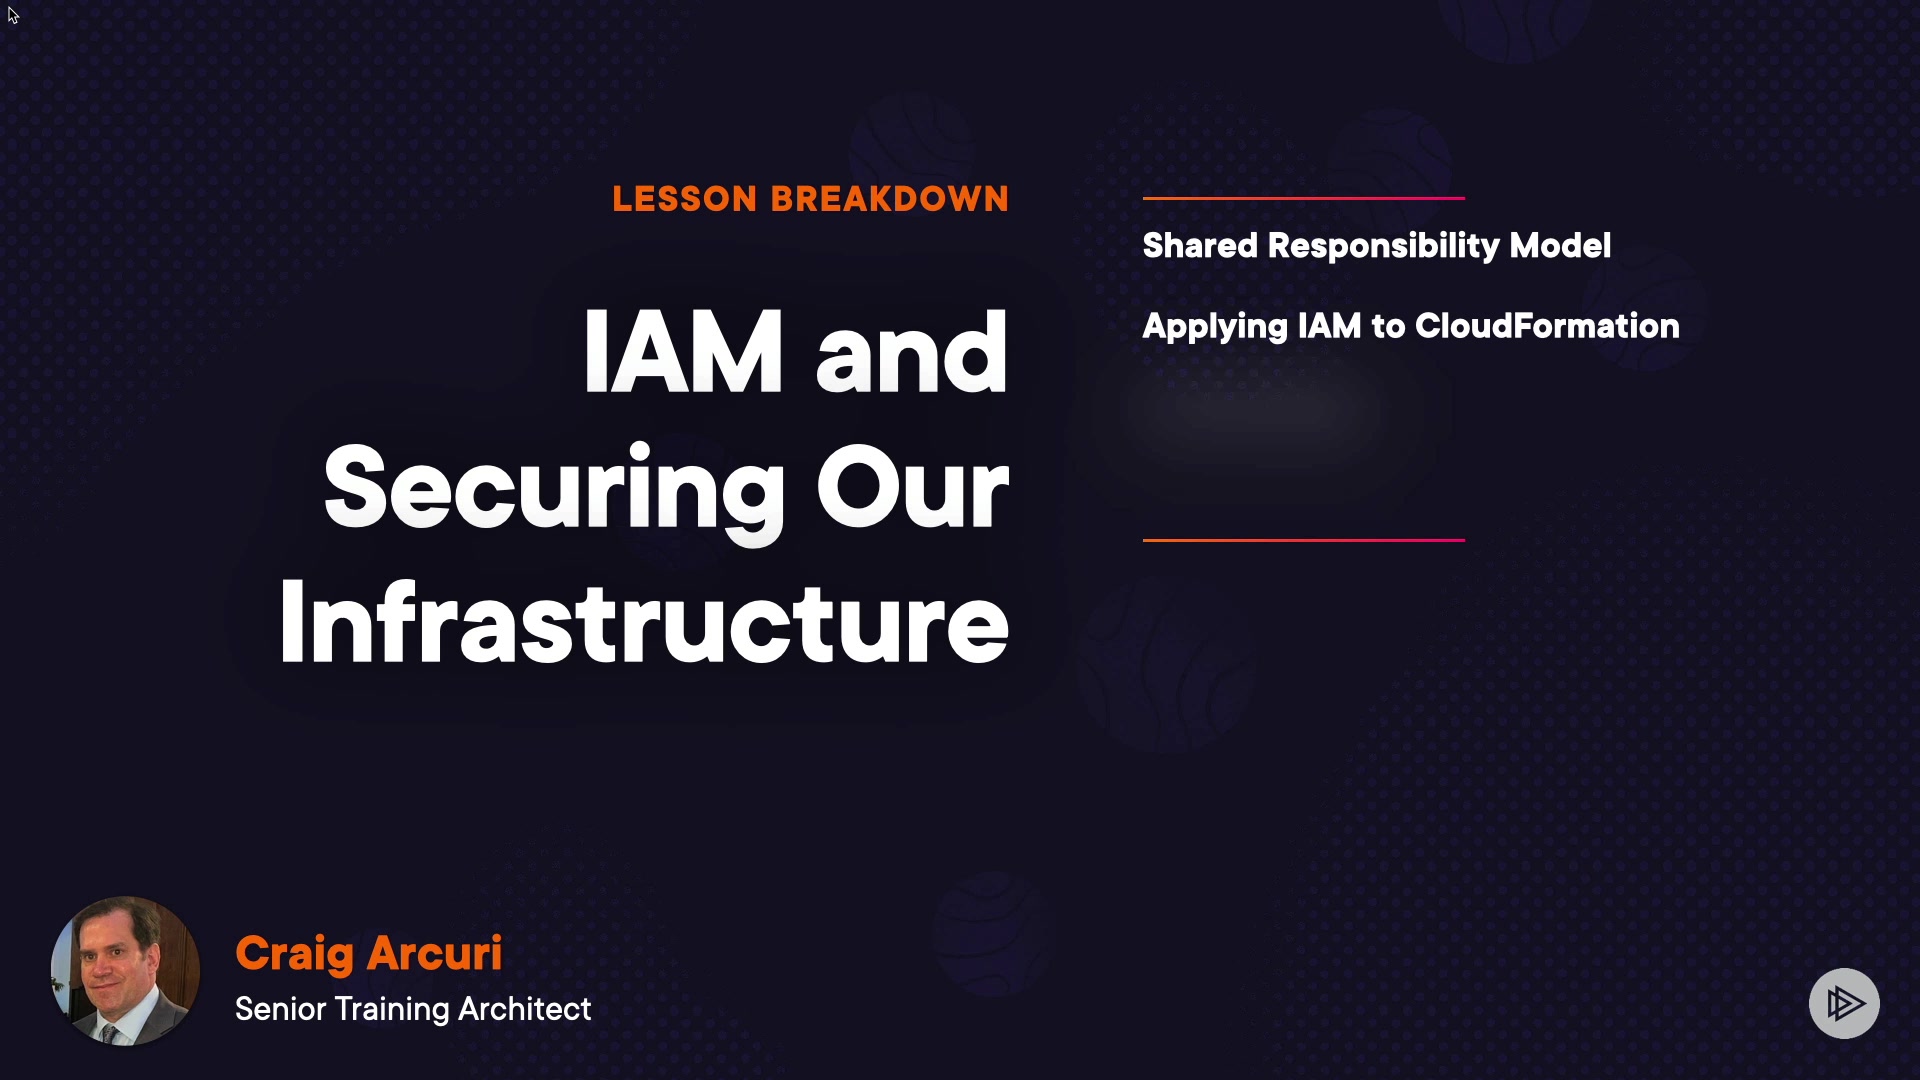 LESSON BREAKDOWN
IAM and
Securing Our
Infrastructure
Shared Responsibility Model
Applying IAM to CloudFormation
Craig Arcuri
Senior Training Architect